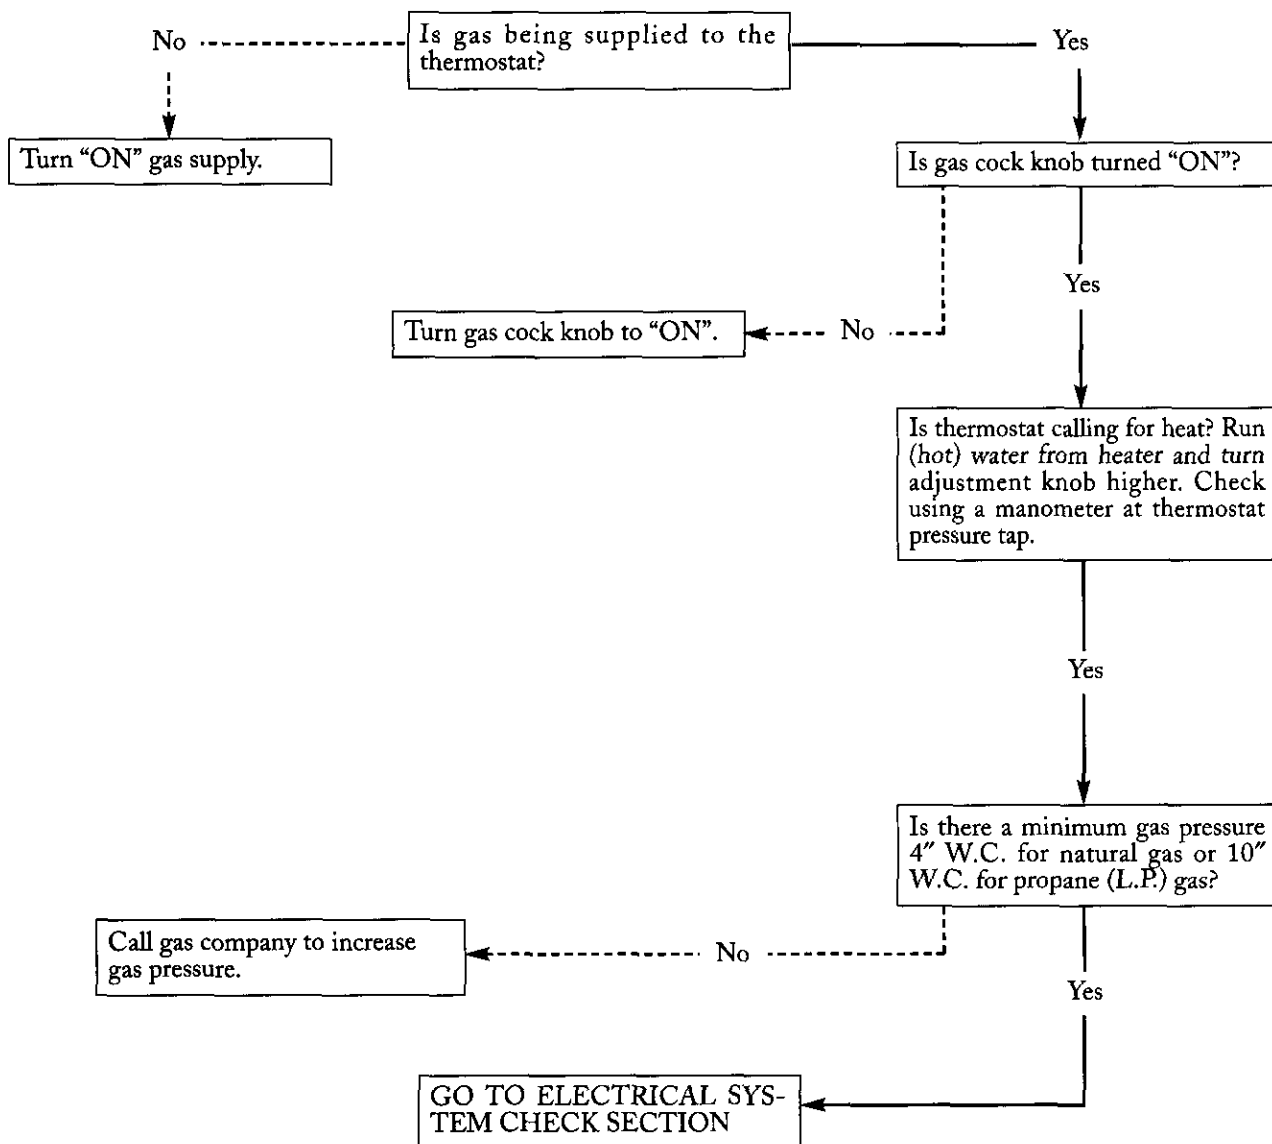 No
Is gas being supplied to the
thermostat?
Yes
Turn “ON” gas supply.
Is gas cock knob turned “ON”?
Yes
Turn gas cock knob to “ON”.
No
Is thermostat calling for heat? Run
(hot) water from heater and turn
adjustment knob higher. Check
using a manometer at thermostat
pressure tap.
Yes
Is there a minimum gas pressure
4″ W.C. for natural gas or 10″
W.C. for propane (L.P.) gas?
Call gas company to increase
gas pressure.
No
Yes
GO TO ELECTRICAL SYS-
TEM CHECK SECTION